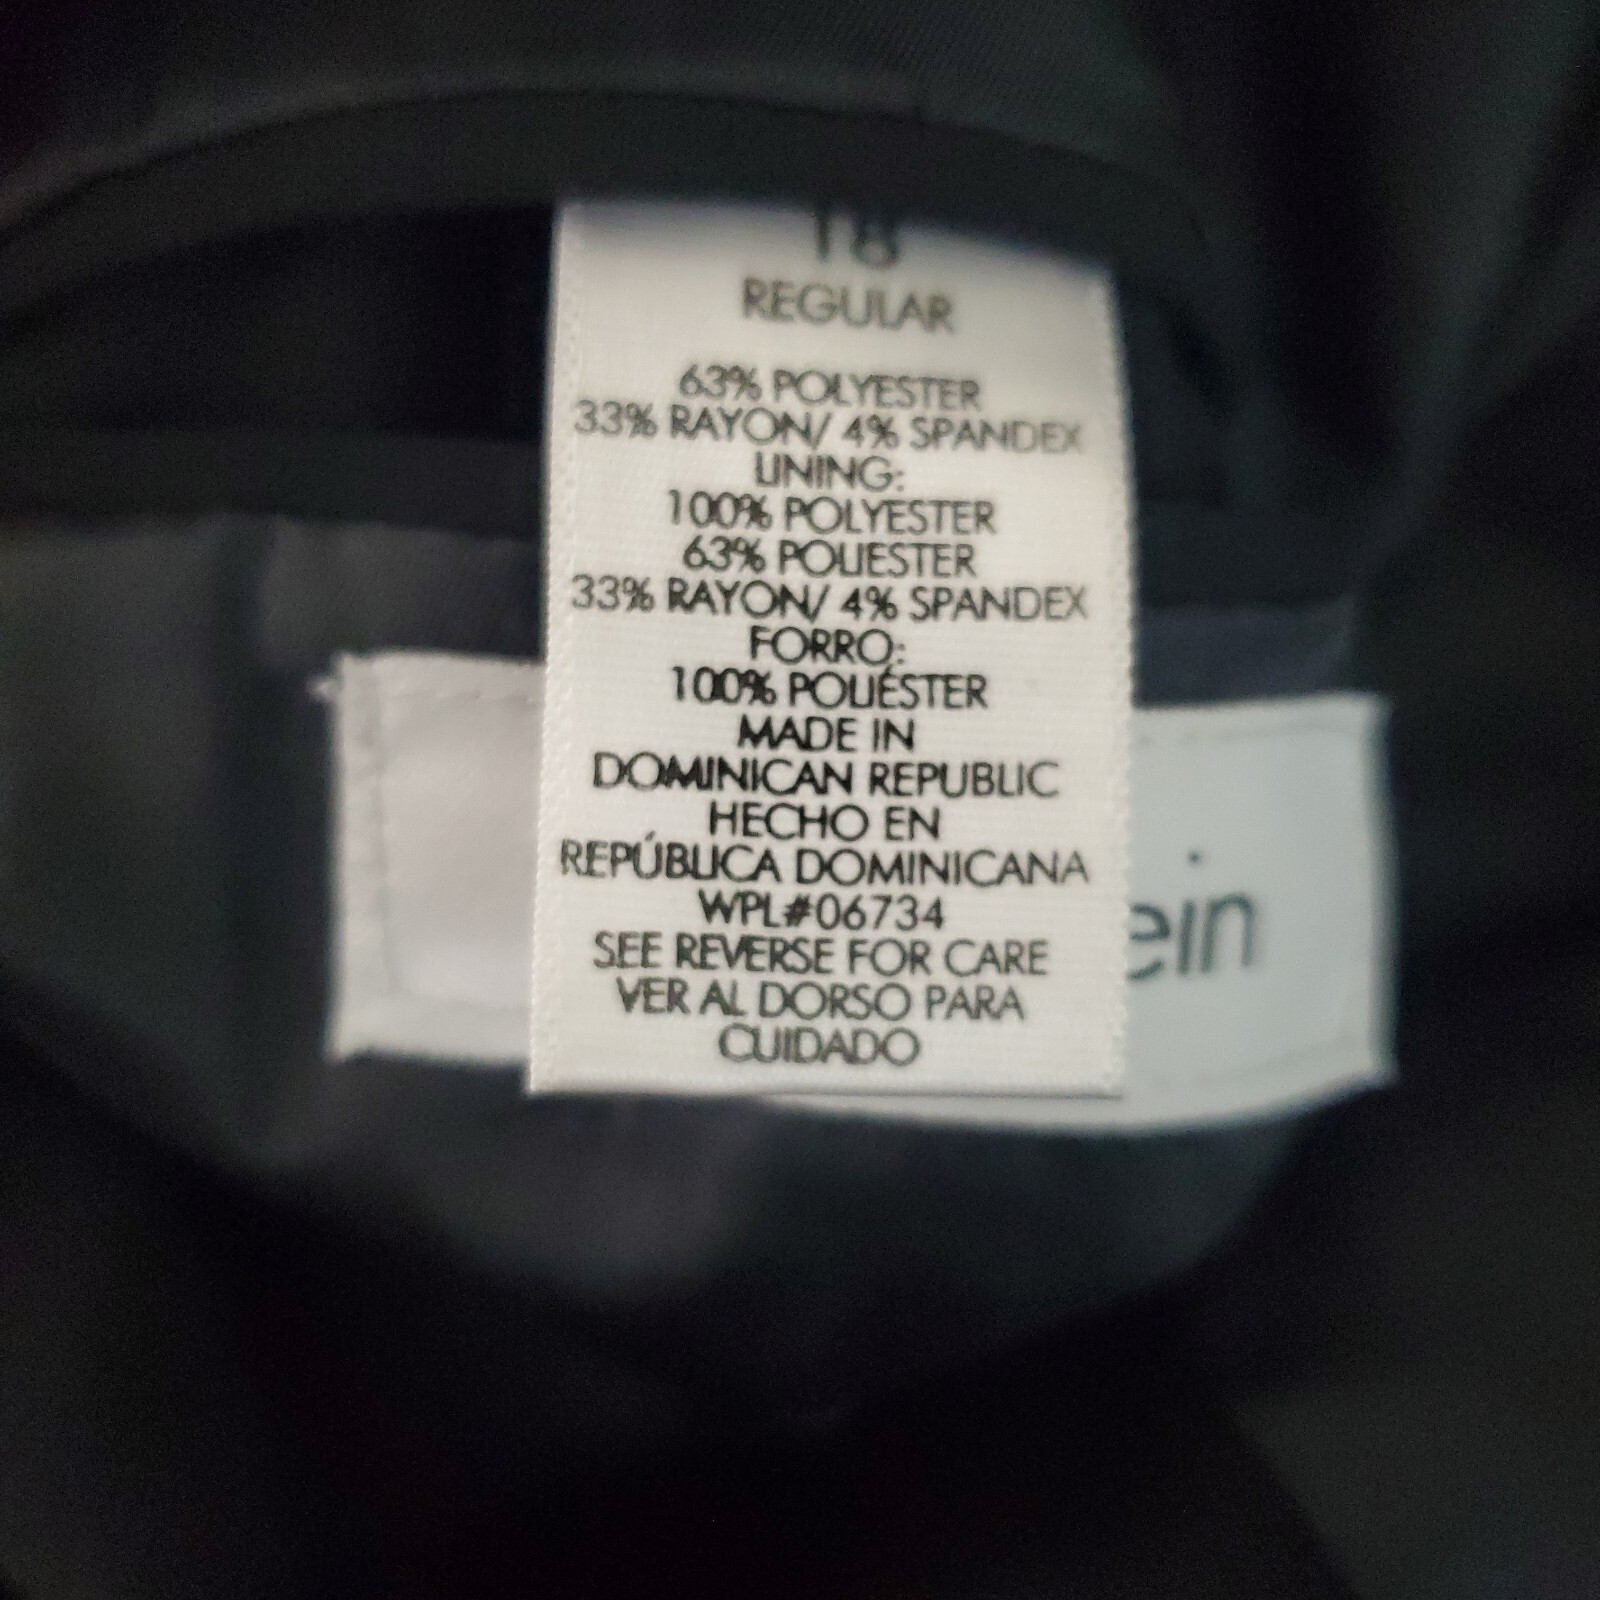 18
REGULAR
63% POLYESTER
33% RAYON/ 4% SPANDEX
LINING:
100% POLYESTER
63% POLIESTER
33% RAYON/ 4% SPANDEX
FORRO:
100% POLIÉSTER
MADE IN
DOMINICAN REPUBLIC
HECHO EN
REPÚBLICA DOMINICANA
WPL#06734
SEE REVERSE FOR CARE
VER AL DORSO PARA
CUIDADO
ein